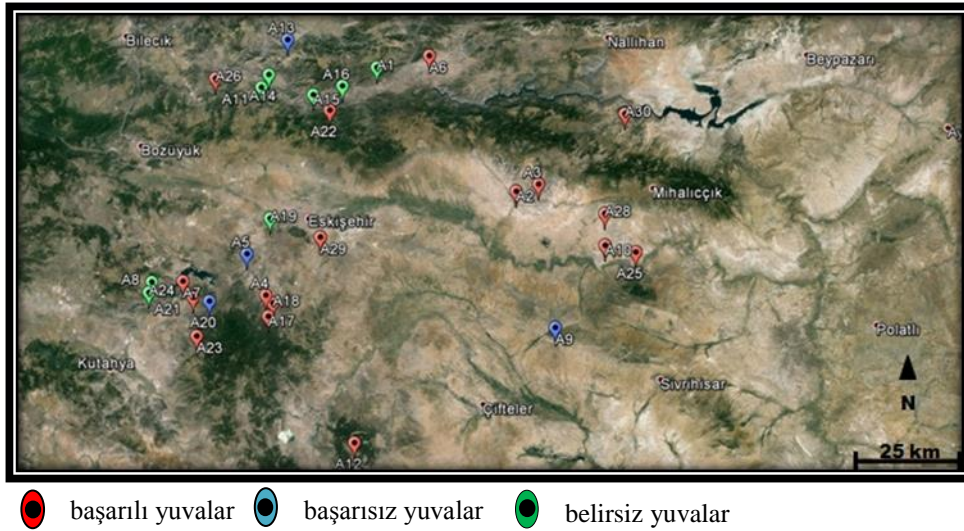 A13
Bilecik
Nallıhan
A6
Beypazarı
A1
A26
A16
A11
A14
A15
A22
A30
Bozüyük
A3
Mihalıççık
A2
A28
A19
Eskişehir
A29
A5
A10
A25
A8
A24
A7
A4
A18
A21
A20
A17
A9
A23
Polatlı
Kütahya
Sivrihisar
N
Çifteler
25 km
A12
başarılı yuvalar başarısız yuvalar belirsiz yuvalar